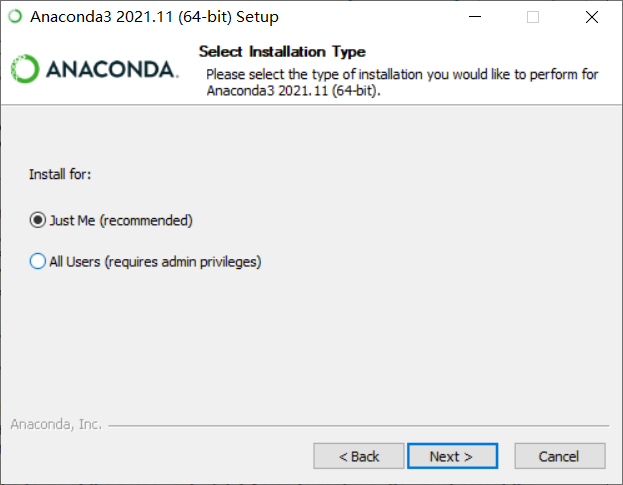 Anaconda3 2021.11 (64-bit) Setup
ANACONDA.
Select Installation Type
Please select the type of installation you would like to perform for
Anaconda3 2021.11 (64-bit).
Install for:
Just Me (recommended)
All Users (requires admin privileges)
Anaconda, Inc.
< Back
Next >
Cancel